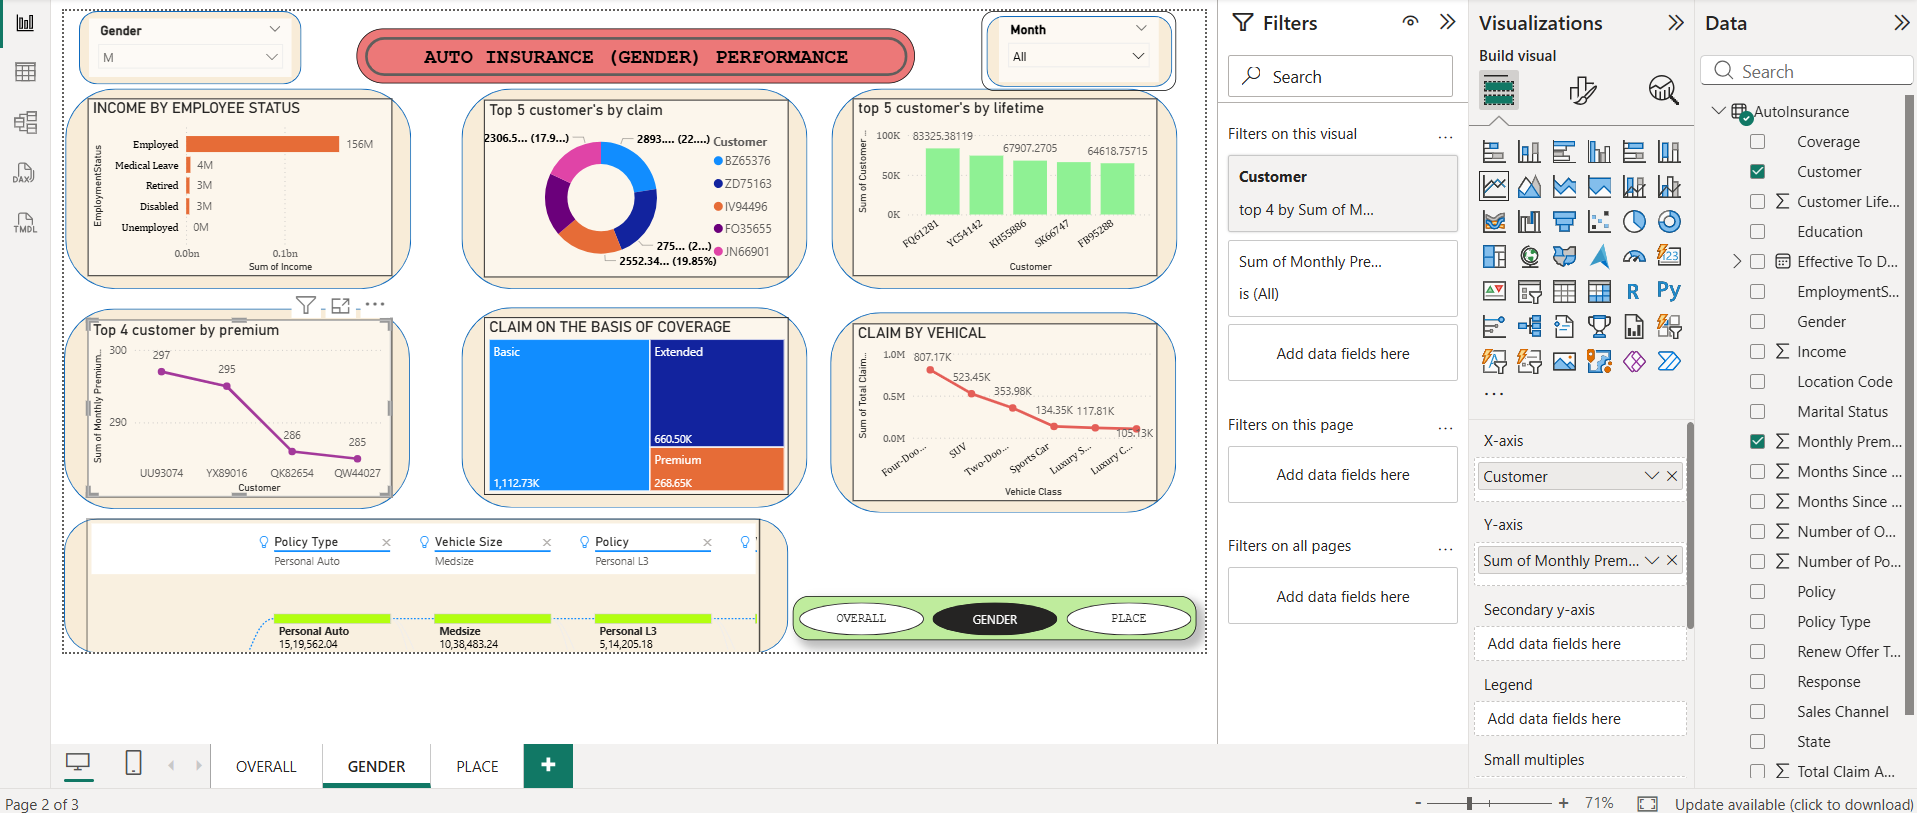 Gender
M
AUTO INSURANCE (GENDER) PERFORMANCE
Month
All
INCOME BY EMPLOYEE STATUS
EmploymentStatus
Employed 156M
Medical Leave 4M
Retired 3M
Disabled 3M
Unemployed 0M
0.0bn 0.1bn
Sum of Income
Top 5 customer's by claim
2306.5... (17.9...)
2893.... (22....)
275... (2...)
2552.34... (19.85%)
Customer
BZ65376
ZD75163
IV94496
FO35655
JN66901
top 5 customer's by lifetime
Sum of Customer ...
100K
50K
0K
83325.38119
67907.2705
64618.75715
FQ61281
YC54142
KH55886
SK66747
FB95288
Customer
Top 4 customer by premium
Sum of Monthly Premium...
300
290
297
295
286
285
UU93074 YX89016 QK82654 QW44027
Customer
CLAIM ON THE BASIS OF COVERAGE
Basic
1,112.73K
Extended
660.50K
Premium
268.65K
CLAIM BY VEHICAL
Sum of Total Claim...
1.0M
0.5M
0.0M
807.17K
523.45K
353.98K
134.35K
117.81K
105.13K
Four-Doo...
SUV
Two-Doo...
Sports Car
Luxury S...
Luxury C...
Vehicle Class
Policy Type
Personal Auto
Vehicle Size
Medsize
Policy
Personal L3
Personal Auto
15,19,562.04
Medsize
10,38,483.24
Personal L3
5,14,205.18
OVERALL
GENDER
PLACE
OVERALL
GENDER
PLACE
Page 2 of 3
DAX
TMDL
Filters
Search
Filters on this visual
Customer
top 4 by Sum of M...
Sum of Monthly Pre...
is (All)
Add data fields here
Filters on this page
Add data fields here
Filters on all pages
Add data fields here
Visualizations
Build visual
123
R
Py
X-axis
Customer
Y-axis
Sum of Monthly Prem...
Secondary y-axis
Add data fields here
Legend
Add data fields here
Small multiples
Data
Search
AutoInsurance
Coverage
Customer
Customer Life...
Education
Effective To D...
EmploymentS...
Gender
Income
Location Code
Marital Status
Monthly Prem...
Months Since ...
Months Since ...
Number of O...
Number of Po...
Policy
Policy Type
Renew Offer T...
Response
Sales Channel
State
Total Claim A...
- + 71%
Update available (click to download)